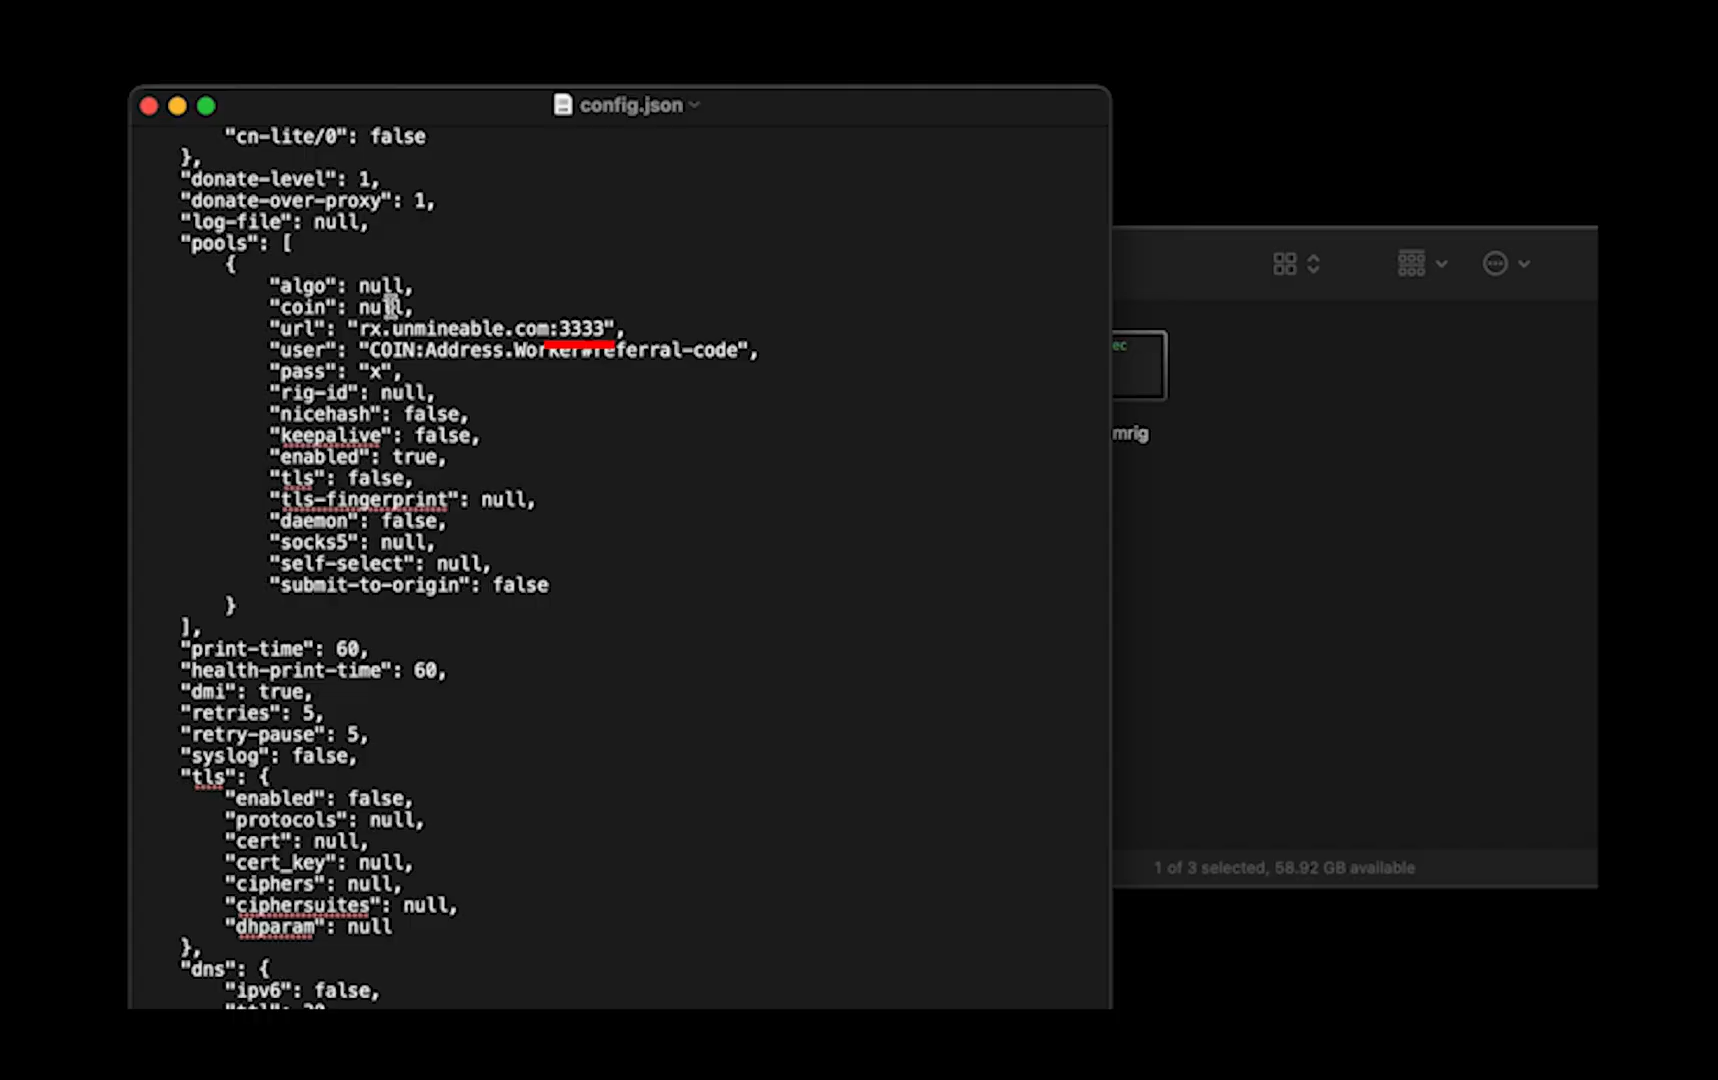 config.json
"cn-lite/0": false
},
"donate-level": 1,
"donate-over-proxy": 1,
"log-file": null,
"pools": [
{
"algo": null,
"coin": null,
"url": "rx.unmineable.com:3333",
"user": "COIN:Address.Worker#referral-code",
"pass": "x",
"rig-id": null,
"nicehash": false,
"keepalive": false,
"enabled": true,
"tls": false,
"tls-fingerprint": null,
"daemon": false,
"socks5": null,
"self-select": null,
"submit-to-origin": false
}
],
"print-time": 60,
"health-print-time": 60,
"dmi": true,
"retries": 5,
"retry-pause": 5,
"syslog": false,
"tls": {
"enabled": false,
"protocols": null,
"cert": null,
"cert_key": null,
"ciphers": null,
"ciphersuites": null,
"dhparam": null
},
"dns": {
"ipv6": false,
ec
mrig
1 of 3 selected, 58.92 GB available